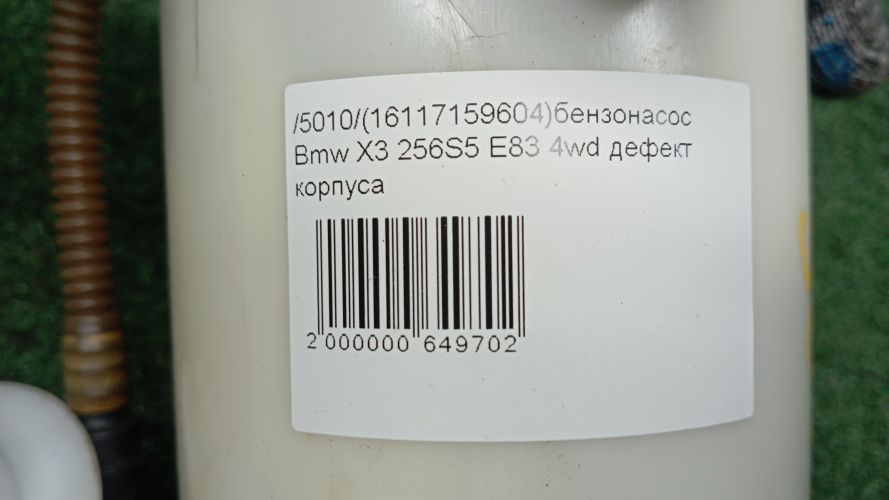 /5010/(16117159604)бензонасос
Bmw X3 256S5 E83 4wd дефект
корпуса
2 000000 649702